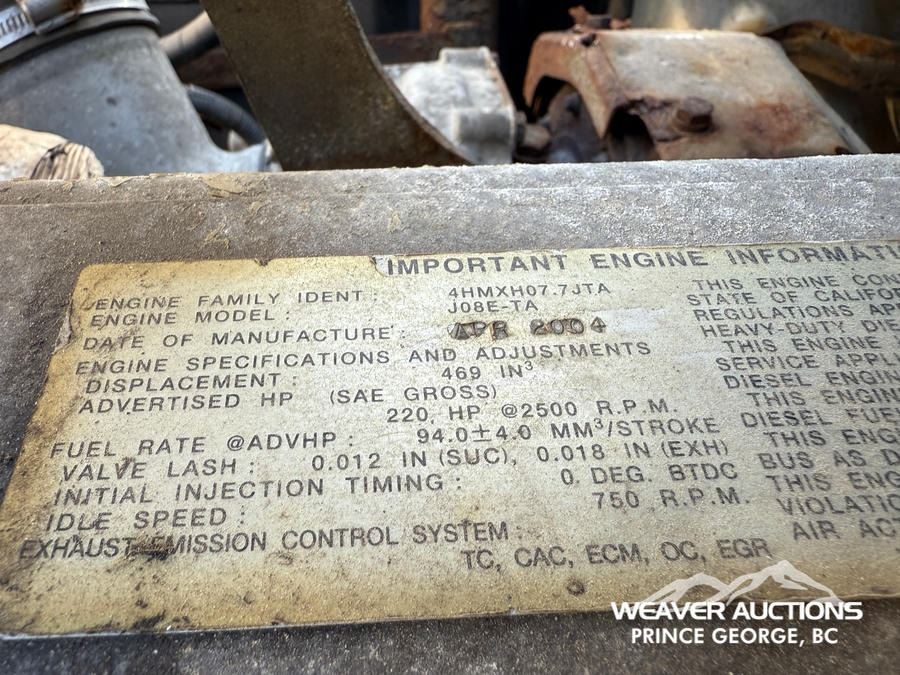 IMPORTANT ENGINE INFORMATI
ENGINE FAMILY IDENT : 4HMXH07.7JTA
ENGINE MODEL : J08E-TA
DATE OF MANUFACTURE : APR 2004
ENGINE SPECIFICATIONS AND ADJUSTMENTS
DISPLACEMENT : 469 IN³
ADVERTISED HP (SAE GROSS)
220 HP @2500 R.P.M.
FUEL RATE @ADVHP : 94.0±4.0 MM³/STROKE
VALVE LASH : 0.012 IN (SUC), 0.018 IN (EXH)
INITIAL INJECTION TIMING : 0 DEG. BTDC
IDLE SPEED : 750 R.P.M.
EXHAUST EMISSION CONTROL SYSTEM :
TC, CAC, ECM, OC, EGR
THIS ENGINE CON
STATE OF CALIFO
REGULATIONS AP
HEAVY-DUTY DIE
THIS ENGINE
SERVICE APPL
DIESEL ENGIN
THIS ENGIN
DIESEL FUE
THIS ENG
BUS AS D
THIS ENG
VIOLATIO
AIR ACT
WEAVER AUCTIONS
PRINCE GEORGE, BC